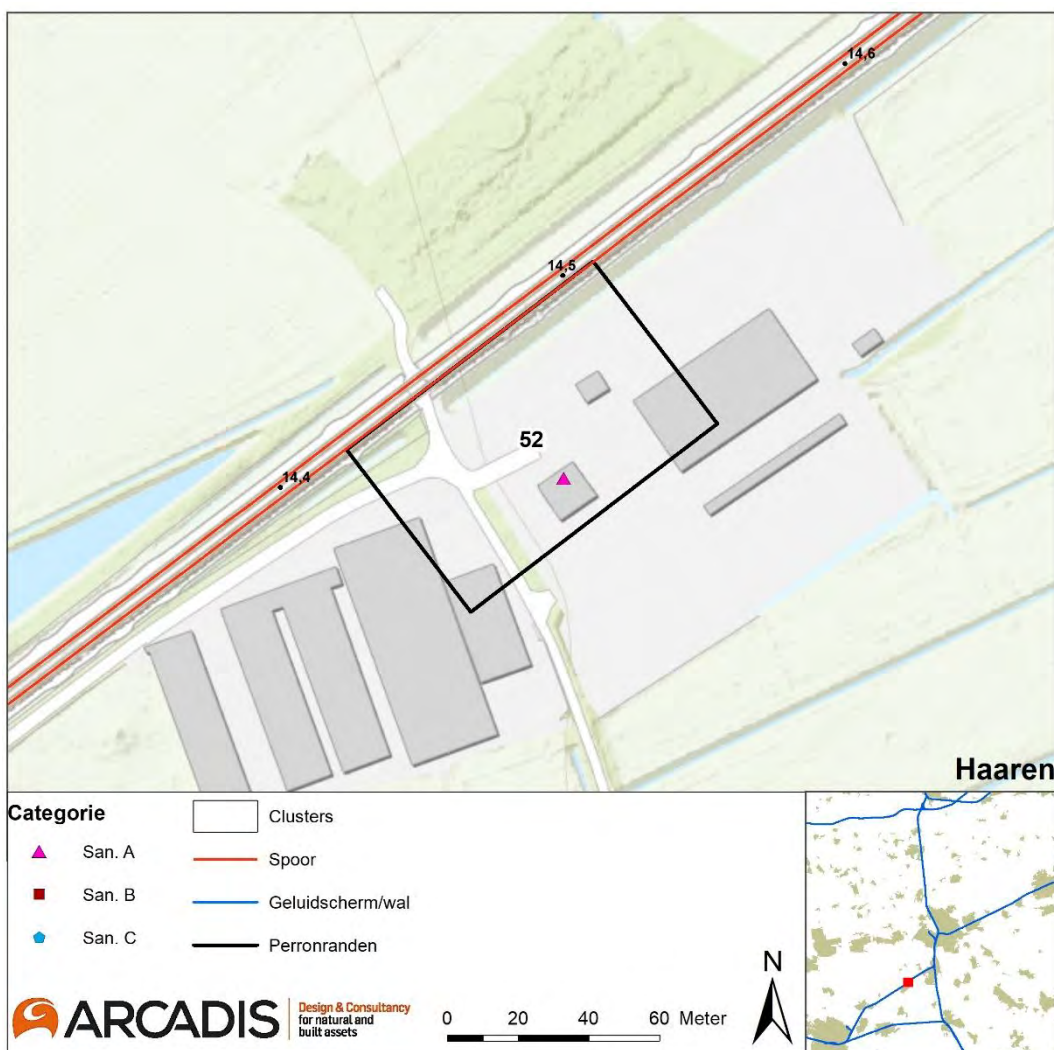 14,6
14,5
52
14,4
Haaren
Categorie
San. A
San. B
San. C
Clusters
Spoor
Geluidscherm/wal
Perronranden
ARCADIS
Design & Consultancy
for natural and
built assets
0 20 40 60 Meter
N